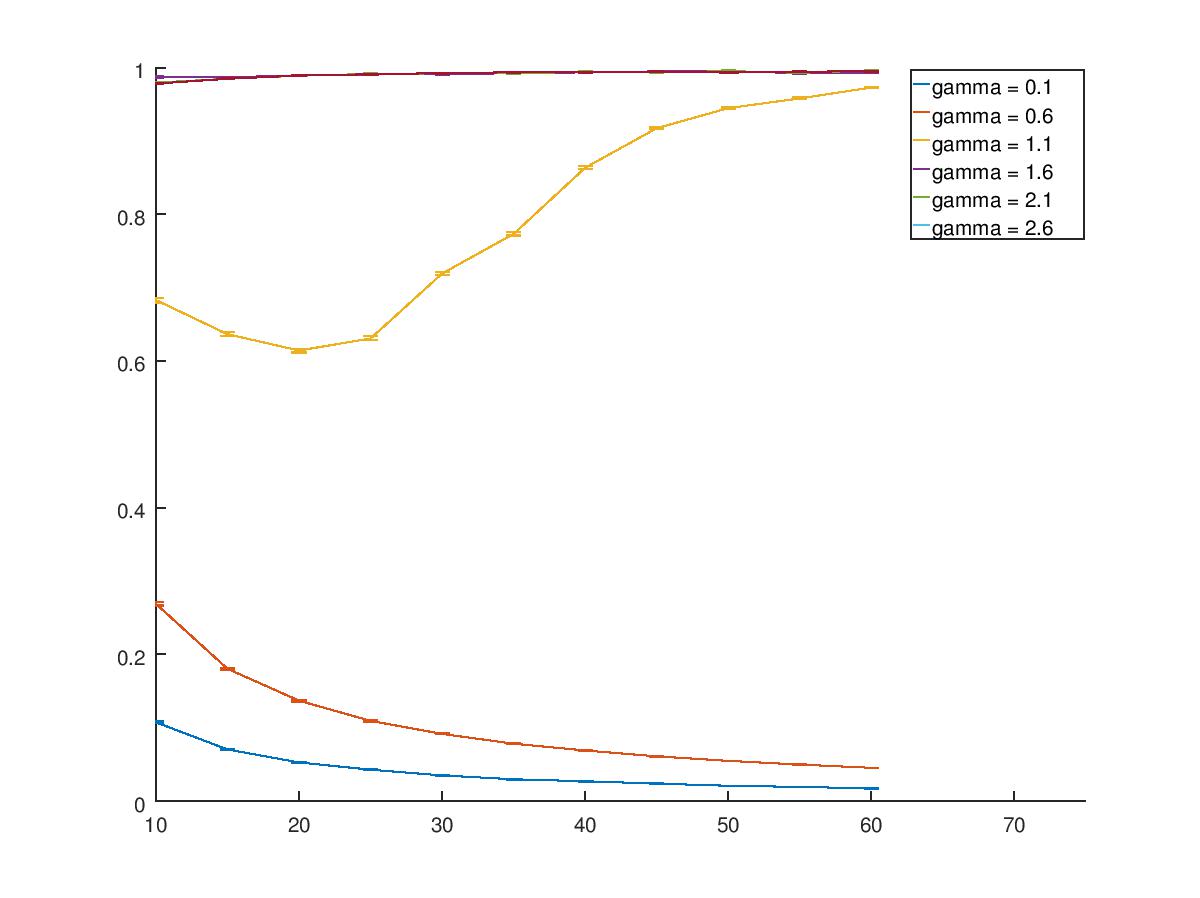 1
0.8
0.6
0.4
0.2
0
10 20 30 40 50 60 70
gamma = 0.1
gamma = 0.6
gamma = 1.1
gamma = 1.6
gamma = 2.1
gamma = 2.6